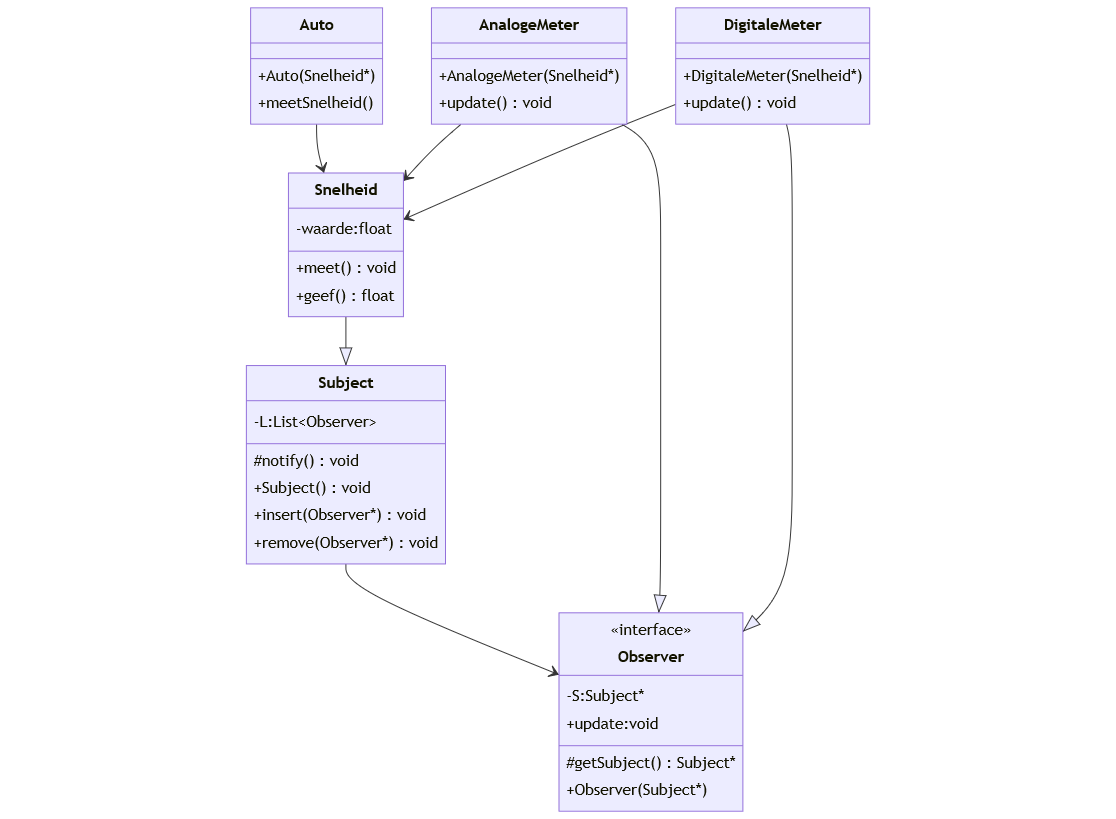 Auto
+Auto(Snelheid*)
+meetSnelheid()
AnalogeMeter
+AnalogeMeter(Snelheid*)
+update() : void
DigitaleMeter
+DigitaleMeter(Snelheid*)
+update() : void
Snelheid
-waarde:float
+meet() : void
+geef() : float
Subject
-L:List<Observer>
#notify() : void
+Subject() : void
+insert(Observer*) : void
+remove(Observer*) : void
«interface»
Observer
-S:Subject*
+update:void
#getSubject() : Subject*
+Observer(Subject*)